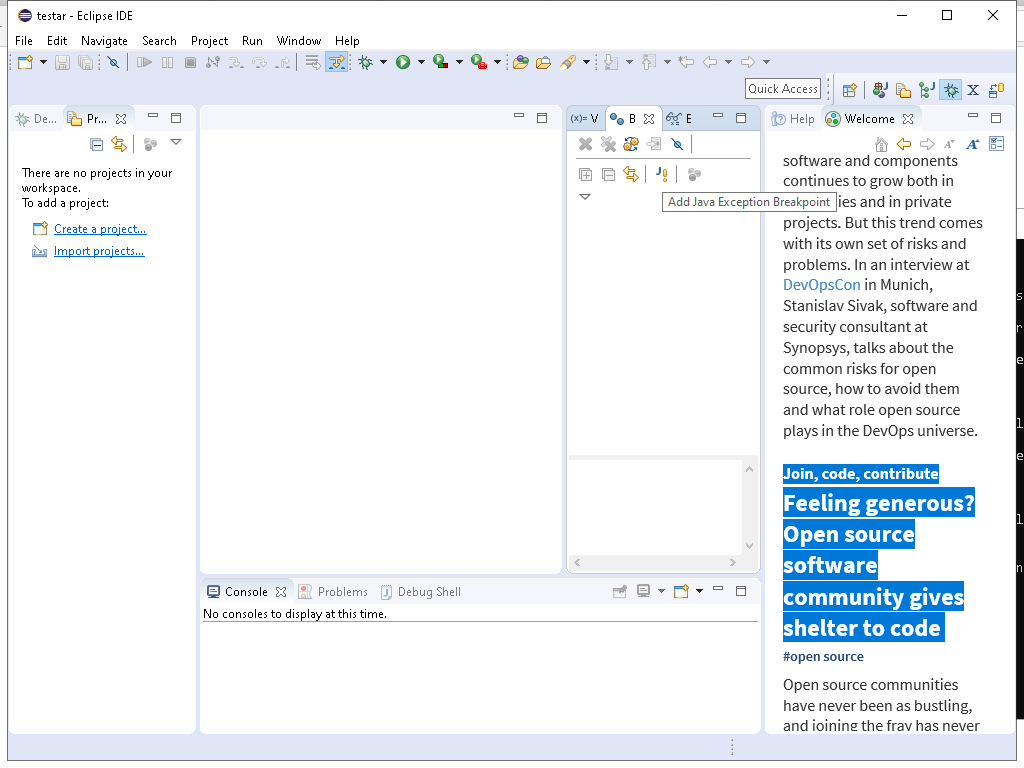 testar - Eclipse IDE
File Edit Navigate Search Project Run Window Help
Quick Access
De...
Pr...
There are no projects in your
workspace.
To add a project:
Create a project...
Import projects...
(x)= V
B
E
Add Java Exception Breakpoint
Help
Welcome
software and components
continues to grow both in
ies and in private
projects. But this trend comes
with its own set of risks and
problems. In an interview at
DevOpsCon in Munich,
Stanislav Sivak, software and
security consultant at
Synopsys, talks about the
common risks for open
source, how to avoid them
and what role open source
plays in the DevOps universe.
Join, code, contribute
Feeling generous?
Open source
software
community gives
shelter to code
#open source
Open source communities
have never been as bustling,
and joining the fray has never
Console
Problems
Debug Shell
No consoles to display at this time.